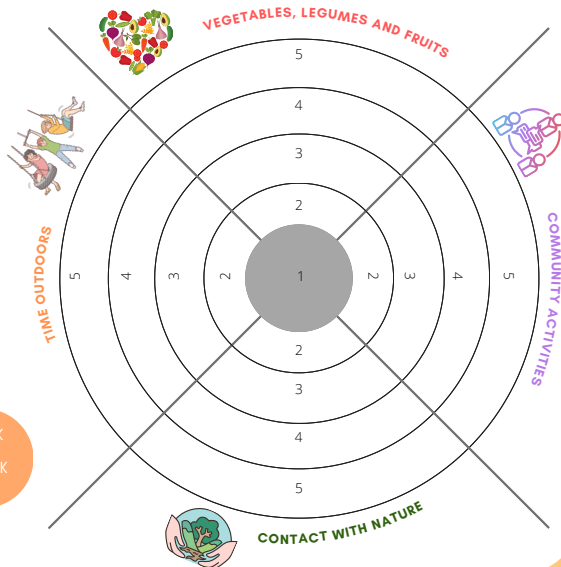 VEGETABLES, LEGUMES AND FRUITS
5
4
3
2
TIME OUTDOORS
5
4
3
2
1
2
3
4
5
COMMUNITY ACTIVITIES
2
3
4
5
K
K
CONTACT WITH NATURE